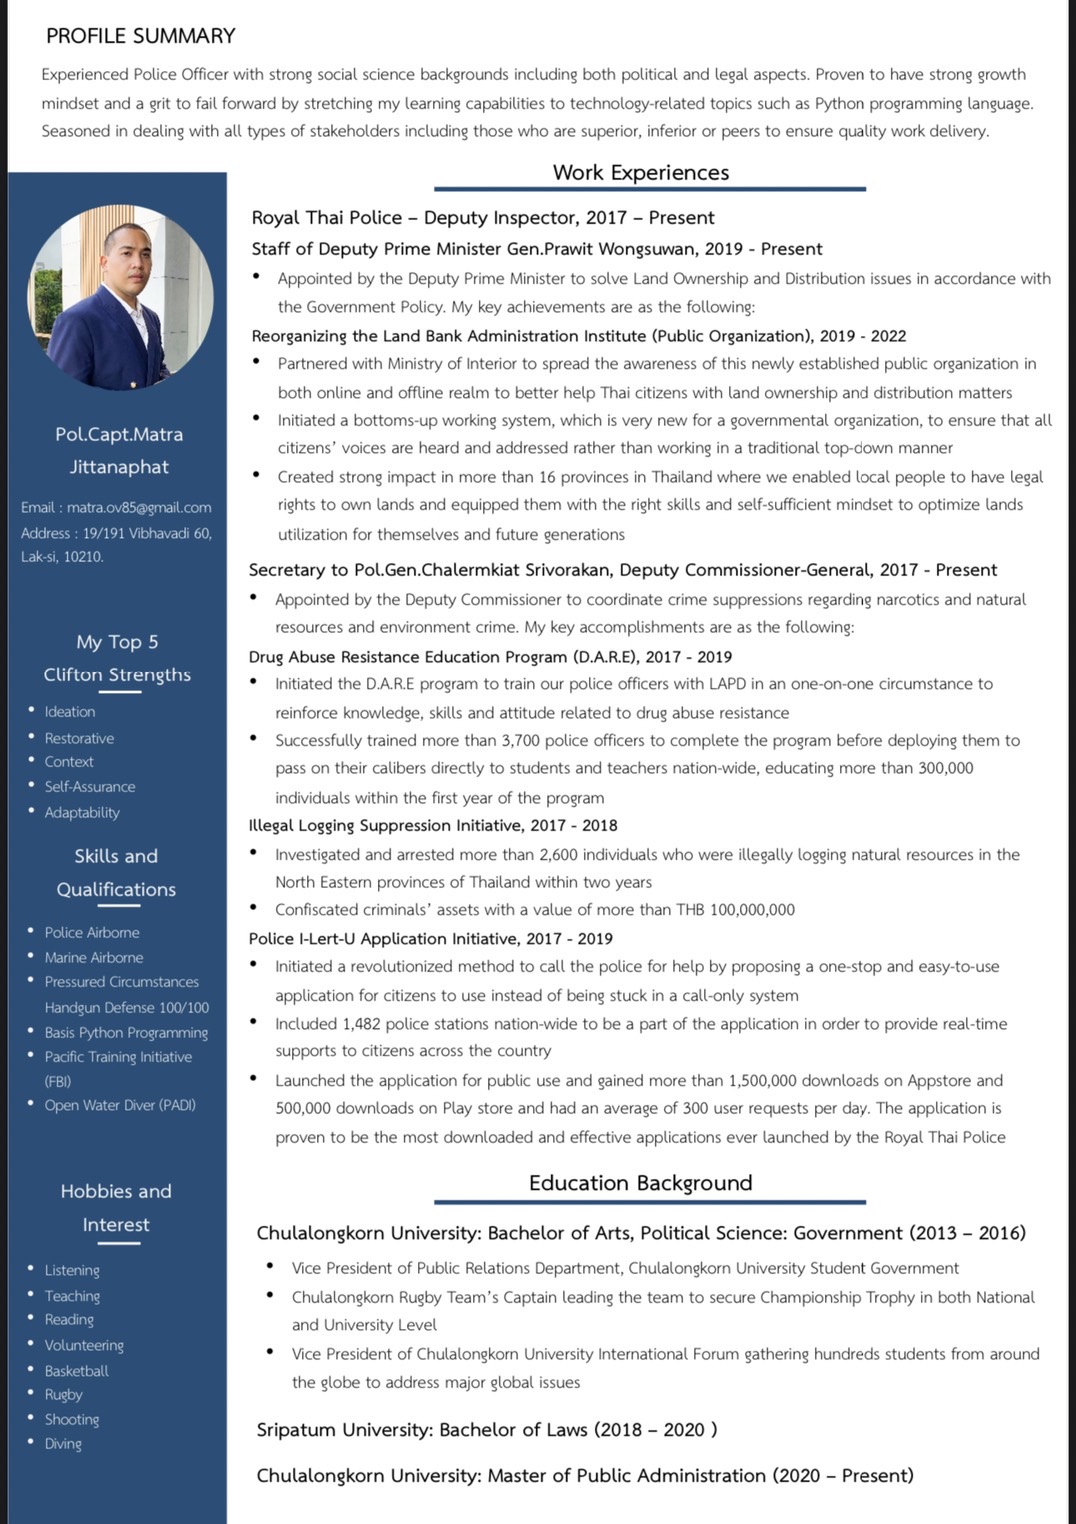 PROFILE SUMMARY
Experienced Police Officer with strong social science backgrounds including both political and legal aspects. Proven to have strong growth
mindset and a grit to fail forward by stretching my learning capabilities to technology-related topics such as Python programming language.
Seasoned in dealing with all types of stakeholders including those who are superior, inferior or peers to ensure quality work delivery.
Pol.Capt.Matra
Jittanaphat
Email : matra.ov85@gmail.com
Address : 19/191 Vibhavadi 60,
Lak-si, 10210.
My Top 5
Clifton Strengths
• Ideation
• Restorative
• Context
• Self-Assurance
• Adaptability
Skills and
Qualifications
• Police Airborne
• Marine Airborne
• Pressured Circumstances
Handgun Defense 100/100
• Basis Python Programming
• Pacific Training Initiative
(FBI)
• Open Water Diver (PADI)
Hobbies and
Interest
• Listening
• Teaching
• Reading
• Volunteering
• Basketball
• Rugby
• Shooting
• Diving
Work Experiences
Royal Thai Police – Deputy Inspector, 2017 – Present
Staff of Deputy Prime Minister Gen.Prawit Wongsuwan, 2019 - Present
• Appointed by the Deputy Prime Minister to solve Land Ownership and Distribution issues in accordance with
the Government Policy. My key achievements are as the following:
Reorganizing the Land Bank Administration Institute (Public Organization), 2019 - 2022
• Partnered with Ministry of Interior to spread the awareness of this newly established public organization in
both online and offline realm to better help Thai citizens with land ownership and distribution matters
• Initiated a bottoms-up working system, which is very new for a governmental organization, to ensure that all
citizens' voices are heard and addressed rather than working in a traditional top-down manner
• Created strong impact in more than 16 provinces in Thailand where we enabled local people to have legal
rights to own lands and equipped them with the right skills and self-sufficient mindset to optimize lands
utilization for themselves and future generations
Secretary to Pol.Gen.Chalermkiat Srivorakan, Deputy Commissioner-General, 2017 - Present
• Appointed by the Deputy Commissioner to coordinate crime suppressions regarding narcotics and natural
resources and environment crime. My key accomplishments are as the following:
Drug Abuse Resistance Education Program (D.A.R.E), 2017 - 2019
• Initiated the D.A.R.E program to train our police officers with LAPD in an one-on-one circumstance to
reinforce knowledge, skills and attitude related to drug abuse resistance
• Successfully trained more than 3,700 police officers to complete the program before deploying them to
pass on their calibers directly to students and teachers nation-wide, educating more than 300,000
individuals within the first year of the program
Illegal Logging Suppression Initiative, 2017 - 2018
• Investigated and arrested more than 2,600 individuals who were illegally logging natural resources in the
North Eastern provinces of Thailand within two years
• Confiscated criminals' assets with a value of more than THB 100,000,000
Police I-Lert-U Application Initiative, 2017 - 2019
• Initiated a revolutionized method to call the police for help by proposing a one-stop and easy-to-use
application for citizens to use instead of being stuck in a call-only system
• Included 1,482 police stations nation-wide to be a part of the application in order to provide real-time
supports to citizens across the country
• Launched the application for public use and gained more than 1,500,000 downloads on Appstore and
500,000 downloads on Play store and had an average of 300 user requests per day. The application is
proven to be the most downloaded and effective applications ever launched by the Royal Thai Police
Education Background
Chulalongkorn University: Bachelor of Arts, Political Science: Government (2013 – 2016)
• Vice President of Public Relations Department, Chulalongkorn University Student Government
• Chulalongkorn Rugby Team's Captain leading the team to secure Championship Trophy in both National
and University Level
• Vice President of Chulalongkorn University International Forum gathering hundreds students from around
the globe to address major global issues
Sripatum University: Bachelor of Laws (2018 – 2020 )
Chulalongkorn University: Master of Public Administration (2020 – Present)